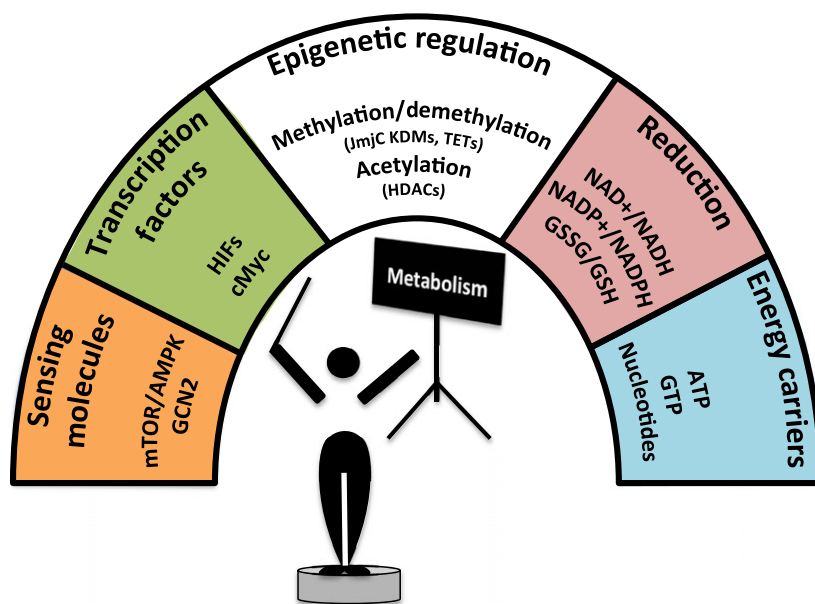 Sensing
molecules
mTOR/AMPK
GCN2
Transcription
factors
HIFs
cMyc
Epigenetic regulation
Methylation/demethylation
(JmjC KDMs, TETs)
Acetylation
(HDACs)
Reduction
NAD+/NADH
NADP+/NADPH
GSSG/GSH
Energy carriers
ATP
GTP
Nucleotides
Metabolism